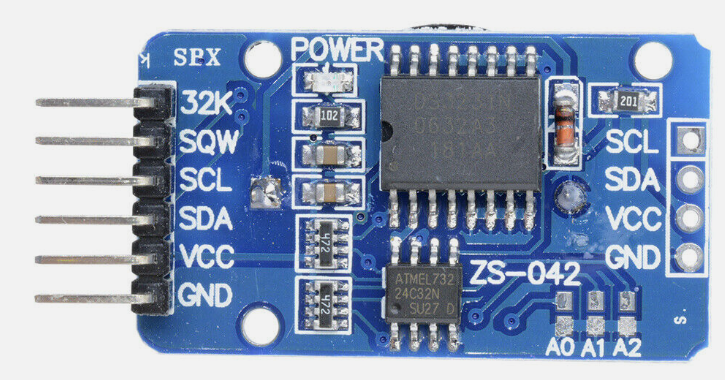 SPX
POWER
32K
SQW
SCL
SDA
VCC
GND
102
472
472
201
SCL
SDA
VCC
GND
ATMEL732
24C32N
SU27 D
ZS-042
A0 A1 A2
s.